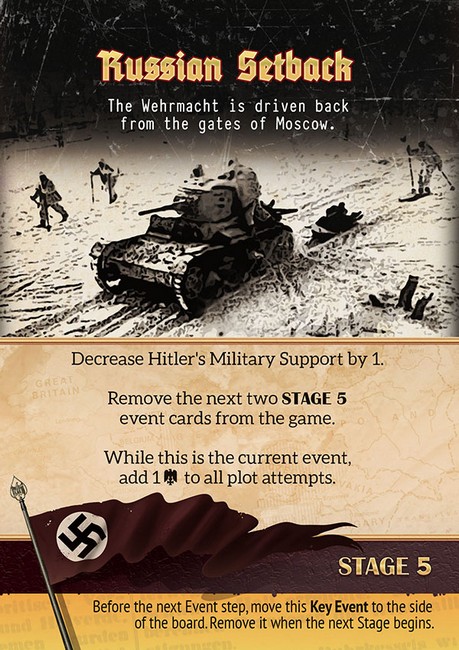 Russian Setback
The Wehrmacht is driven back
from the gates of Moscow.
GREAT
BRITAIN
Decrease Hitler's Military Support by 1.
Remove the next two STAGE 5
event cards from the game.
While this is the current event,
add 1 to all plot attempts.
STAGE 5
Before the next Event step, move this Key Event to the side
of the board. Remove it when the next Stage begins.